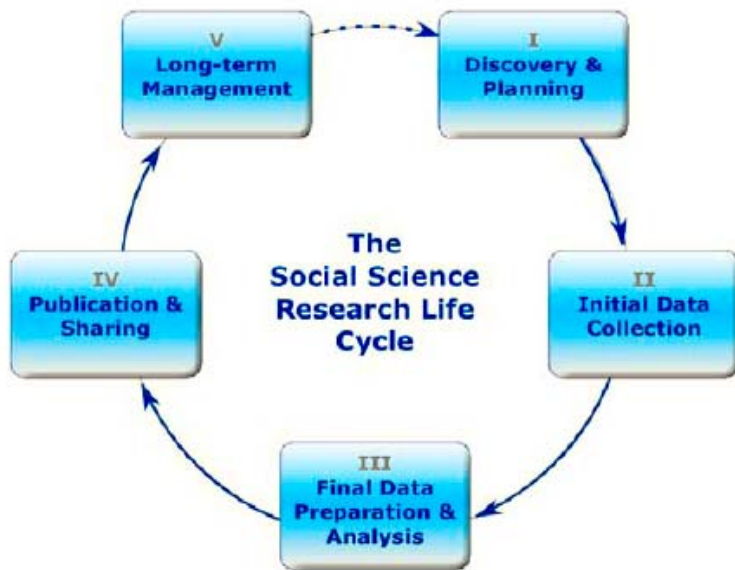 V
Long-term
Management
I
Discovery &
Planning
The
Social Science
Research Life
Cycle
IV
Publication &
Sharing
II
Initial Data
Collection
III
Final Data
Preparation &
Analysis